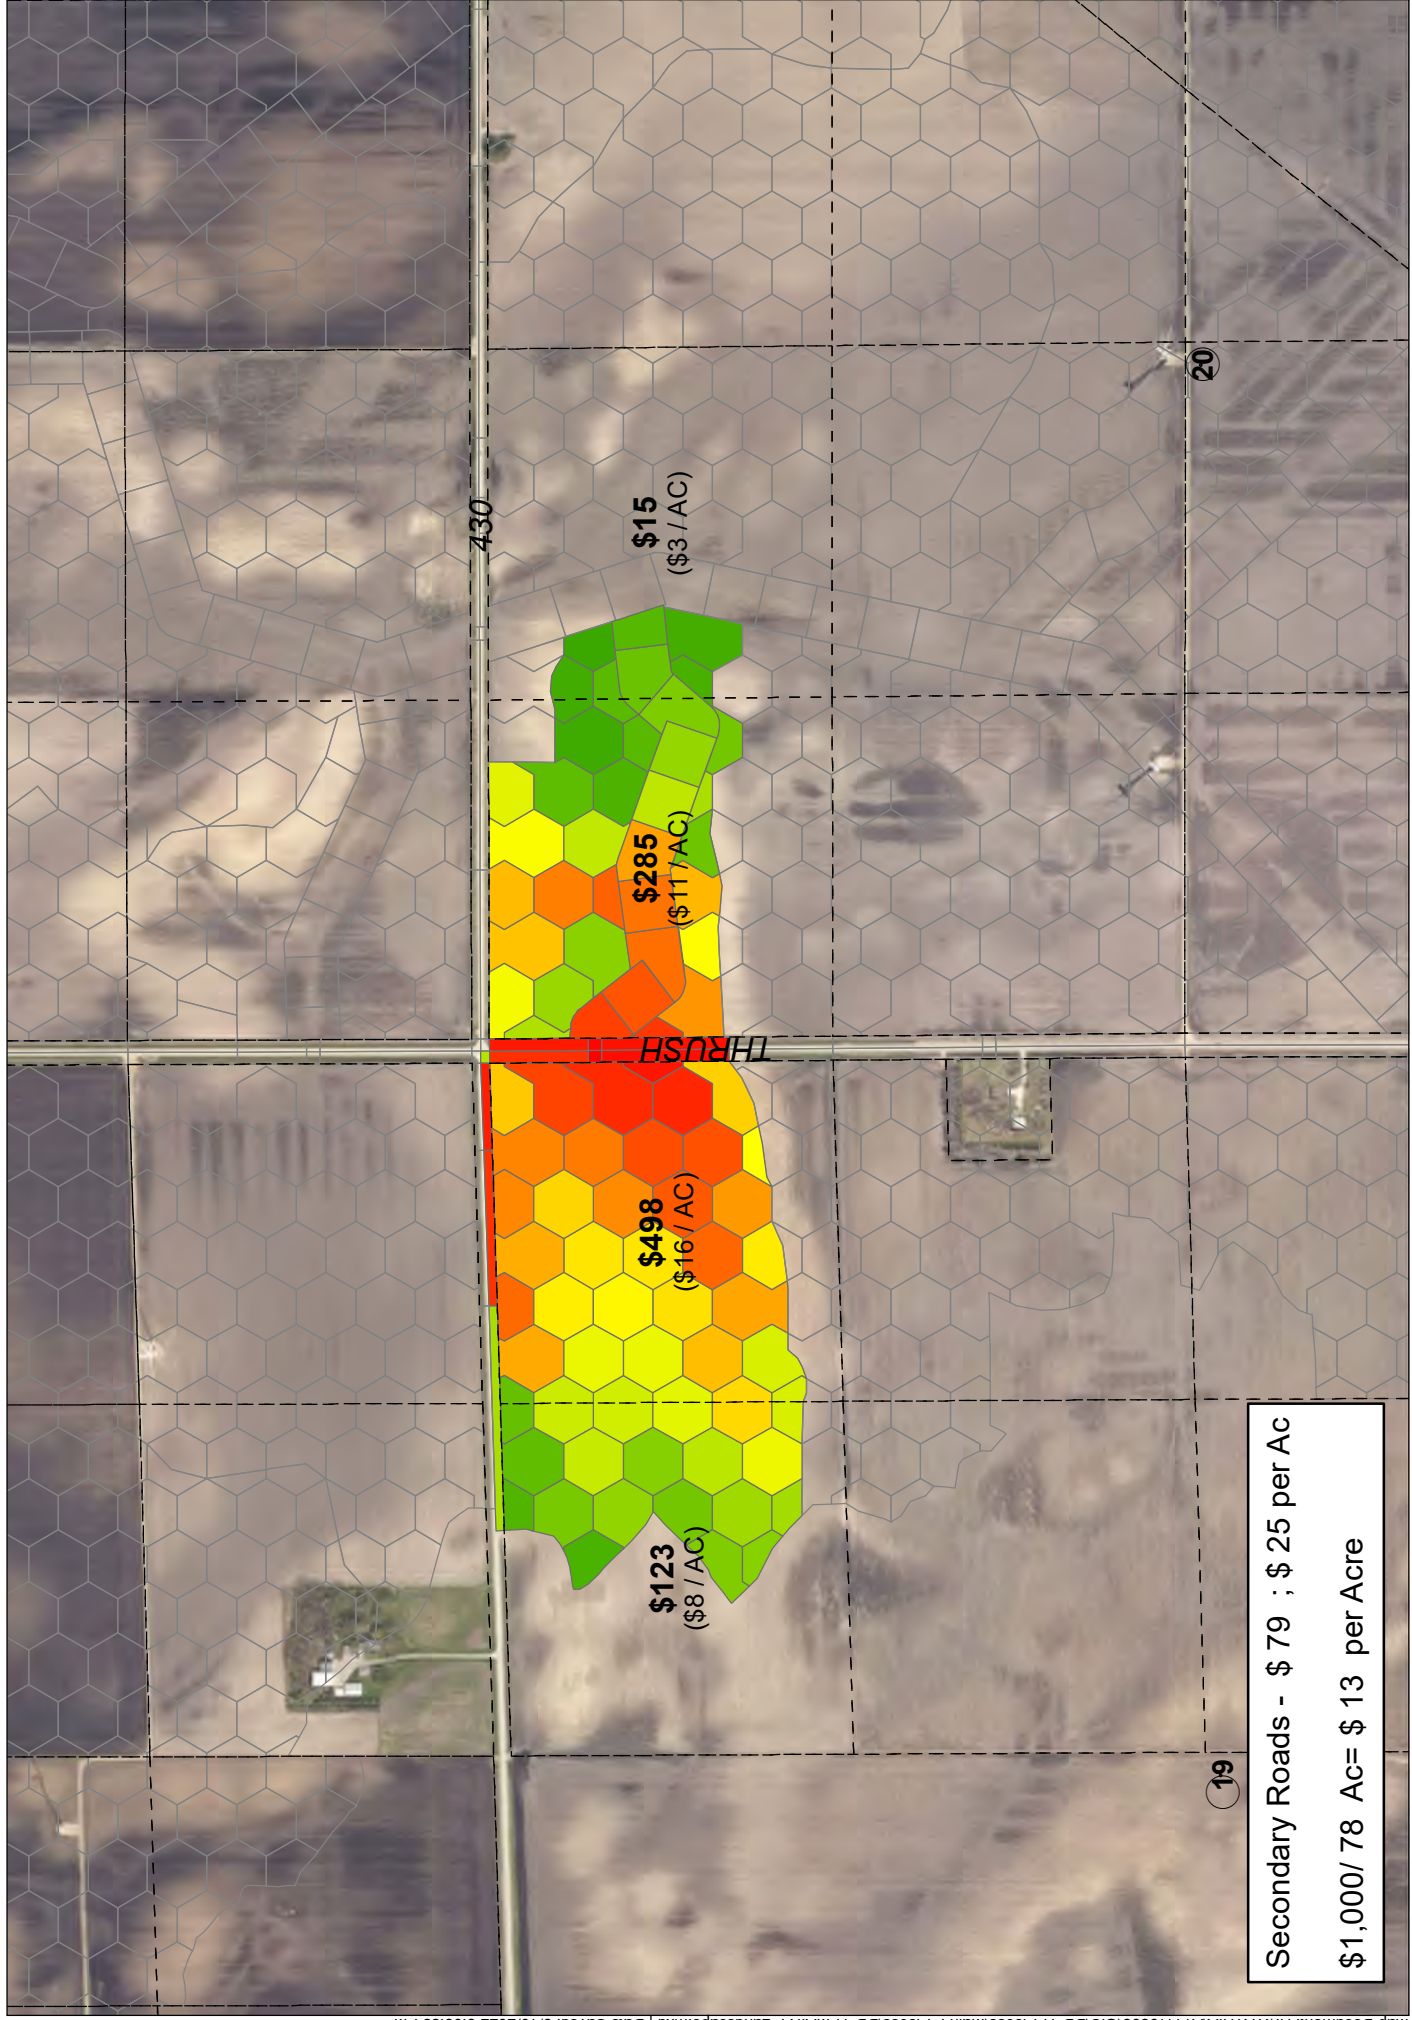 430
$15
($3 / AC)
20
$285
($11 / AC)
THRUSH
$498
($16 / AC)
$123
($8 / AC)
19
Secondary Roads - $ 79 ; $ 25 per Ac
$1,000/ 78 Ac= $ 13 per Acre